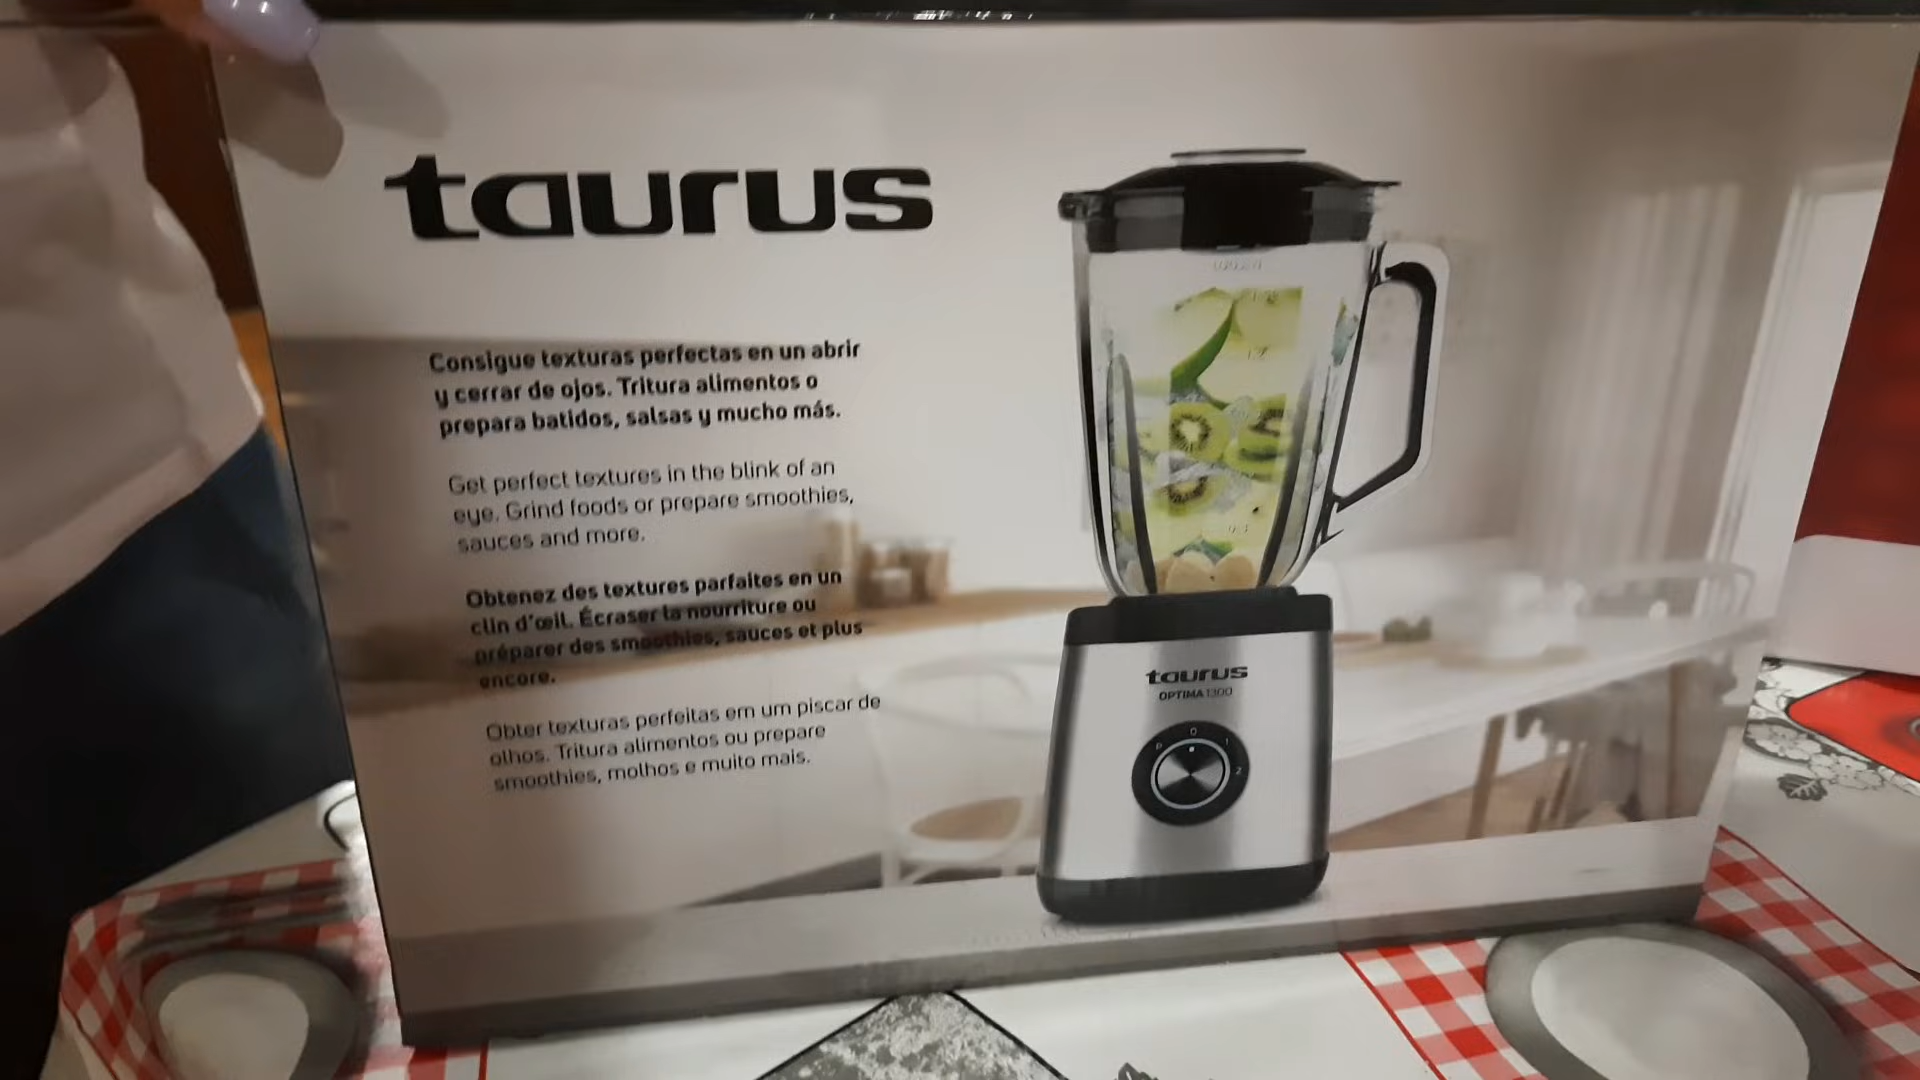 taurus
Consigue texturas perfectas en un abrir
y cerrar de ojos. Tritura alimentos o
prepara batidos, salsas y mucho más.
Get perfect textures in the blink of an
eye. Grind foods or prepare smoothies,
sauces and more.
Obtenez des textures parfaites en un
clin d'œil. Écraser la nourriture ou
préparer des smoothies, sauces et plus
encore.
Obter texturas perfeitas em um piscar de
olhos. Tritura alimentos ou prepare
smoothies, molhos e muito mais.
taurus
OPTIMA 1300
P 0 1 2